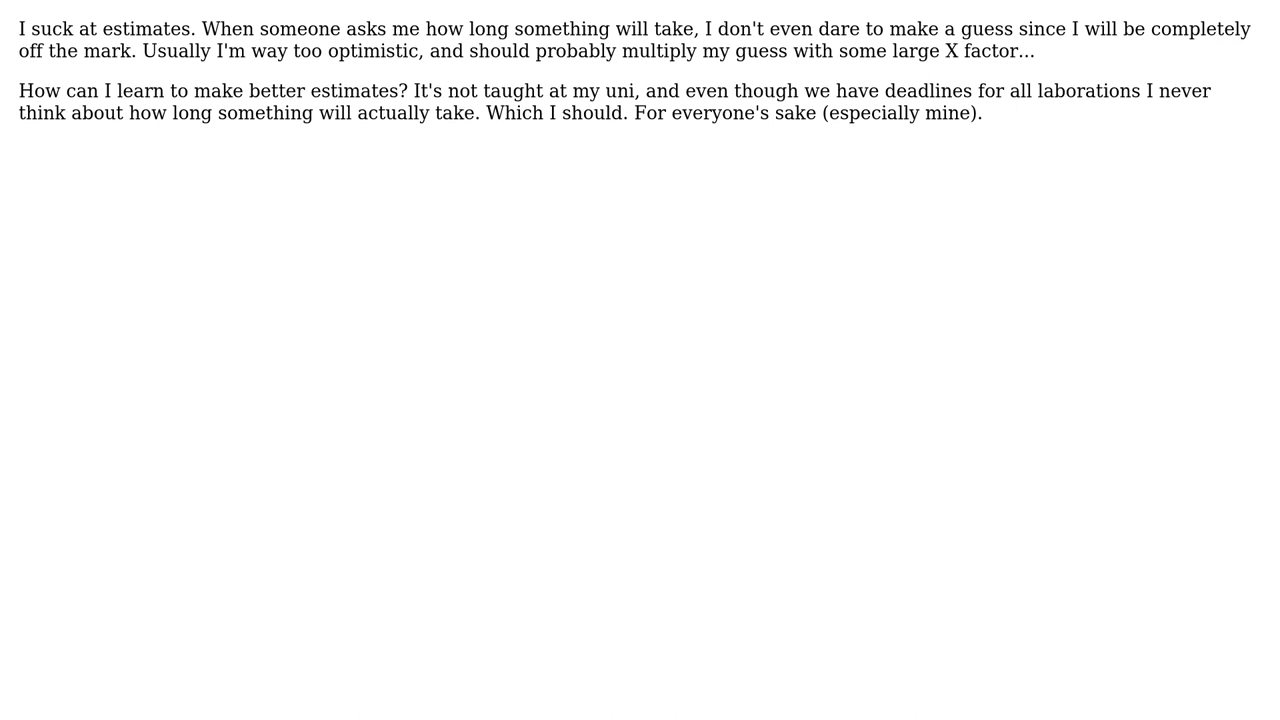 I suck at estimates. When someone asks me how long something will take, I don't even dare to make a guess since I will be completely
off the mark. Usually I'm way too optimistic, and should probably multiply my guess with some large X factor...
How can I learn to make better estimates? It's not taught at my uni, and even though we have deadlines for all laborations I never
think about how long something will actually take. Which I should. For everyone's sake (especially mine).